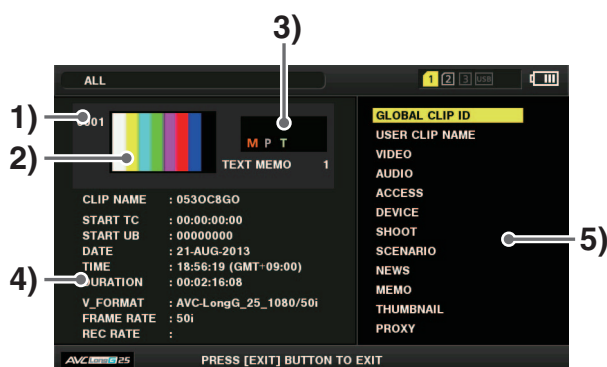 3)
ALL
1 2 3 USB
1)
0001
2)
M P T
TEXT MEMO 1
CLIP NAME : 053OC8GO
START TC : 00:00:00:00
START UB : 00000000
DATE : 21-AUG-2013
TIME : 18:56:19 (GMT+09:00)
4)
DURATION : 00:02:16:08
V_FORMAT : AVC-LongG_25_1080/50i
FRAME RATE : 50i
REC RATE :
GLOBAL CLIP ID
USER CLIP NAME
VIDEO
AUDIO
ACCESS
DEVICE
SHOOT
5)
SCENARIO
NEWS
MEMO
THUMBNAIL
PROXY
AVC LongG 25
PRESS [EXIT] BUTTON TO EXIT